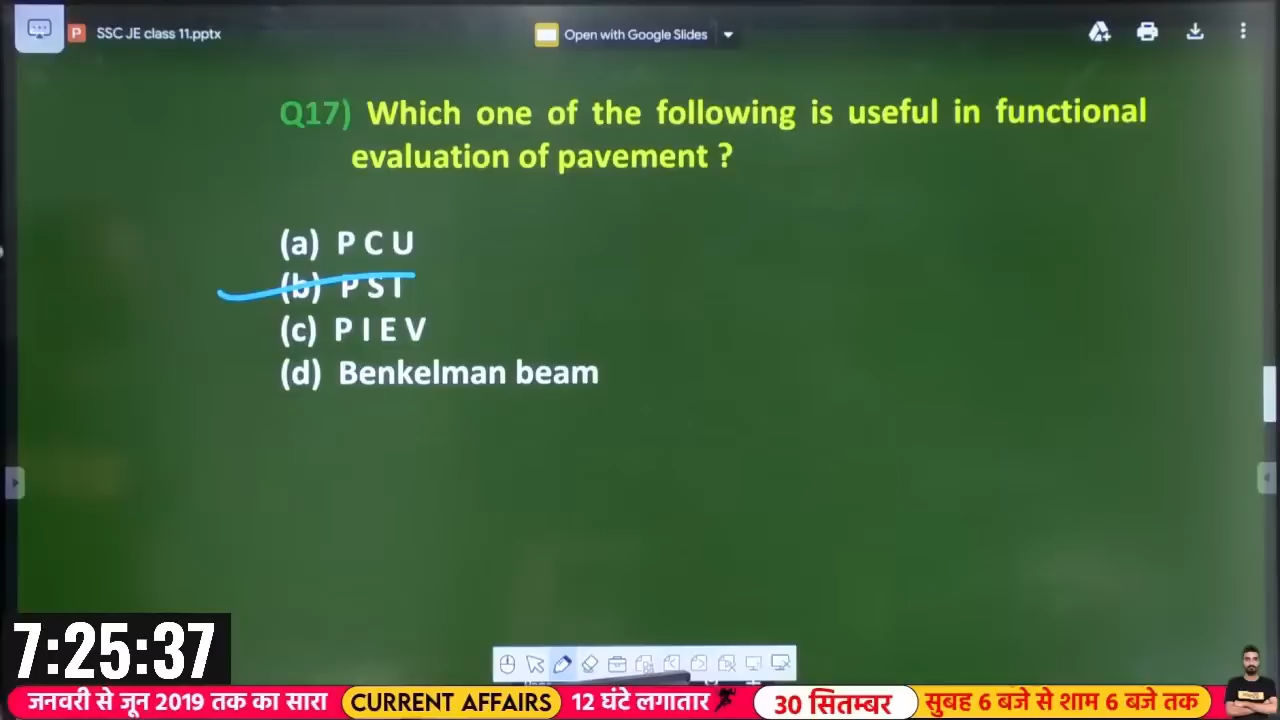 P SSC JE class 11.pptx
Open with Google Slides
Q17) Which one of the following is useful in functional
evaluation of pavement ?
(a) P C U
(b) P S I
(c) P I E V
(d) Benkelman beam
7:25:37
जनवरी से जून 2019 तक का सारा CURRENT AFFAIRS 12 घंटे लगातार 30 सितम्बर सुबह 6 बजे से शाम 6 बजे तक